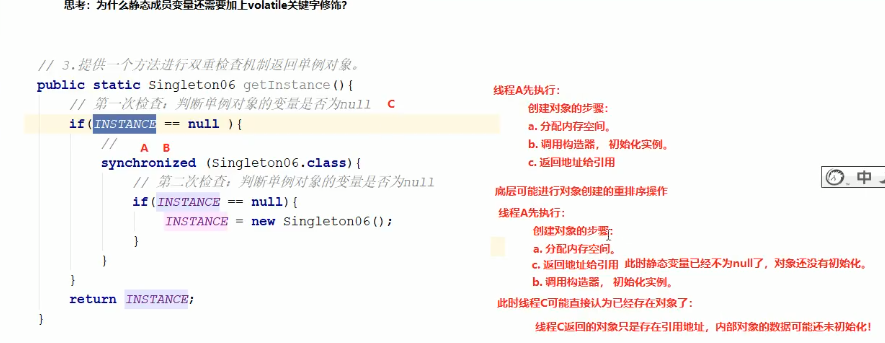 思考：为什么静态成员变量还需要加上volatile关键字修饰?
// 3.提供一个方法进行双重检查机制返回单例对象。
public static Singleton06 getInstance(){
// 第一次检查：判断单例对象的变量是否为null C
if(INSTANCE == null ){
// A B
synchronized (Singleton06.class){
// 第二次检查：判断单例对象的变量是否为null
if(INSTANCE == null){
INSTANCE = new Singleton06();
}
}
}
return INSTANCE;
}
线程A先执行：
创建对象的步骤：
a. 分配内存空间。
b. 调用构造器， 初始化实例。
c. 返回地址给引用
底层可能进行对象创建的重排序操作
线程A先执行：
创建对象的步骤：
a. 分配内存空间。
c. 返回地址给引用 此时静态变量已经不为null了，对象还没有初始化。
b. 调用构造器， 初始化实例。
此时线程C可能直接认为已经存在对象了：
线程C返回的对象只是存在引用地址，内部对象的数据可能还未初始化！
中